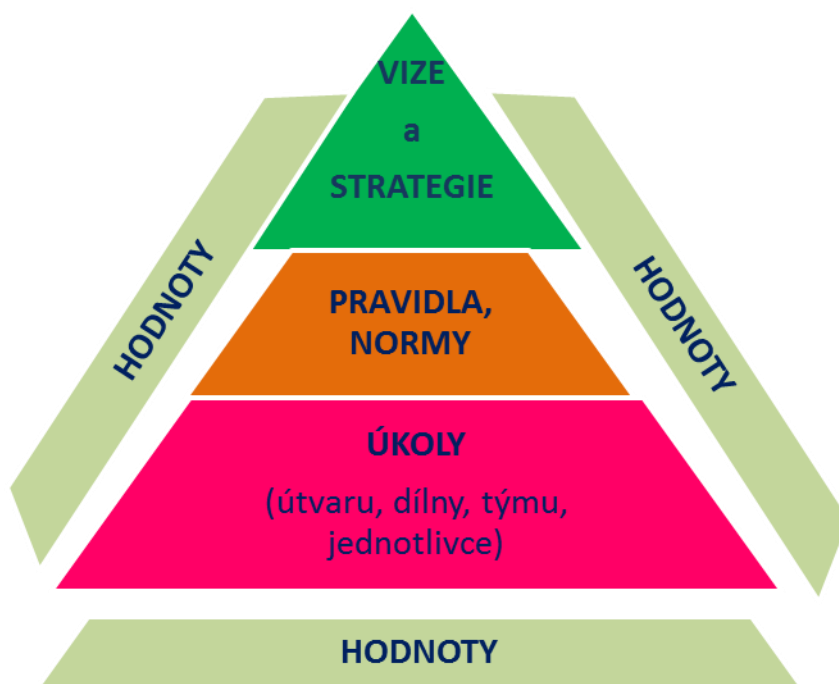 VIZE
a
STRATEGIE
HODNOTY
HODNOTY
PRAVIDLA,
NORMY
ÚKOLY
(útvaru, dílny, týmu,
jednotlivce)
HODNOTY